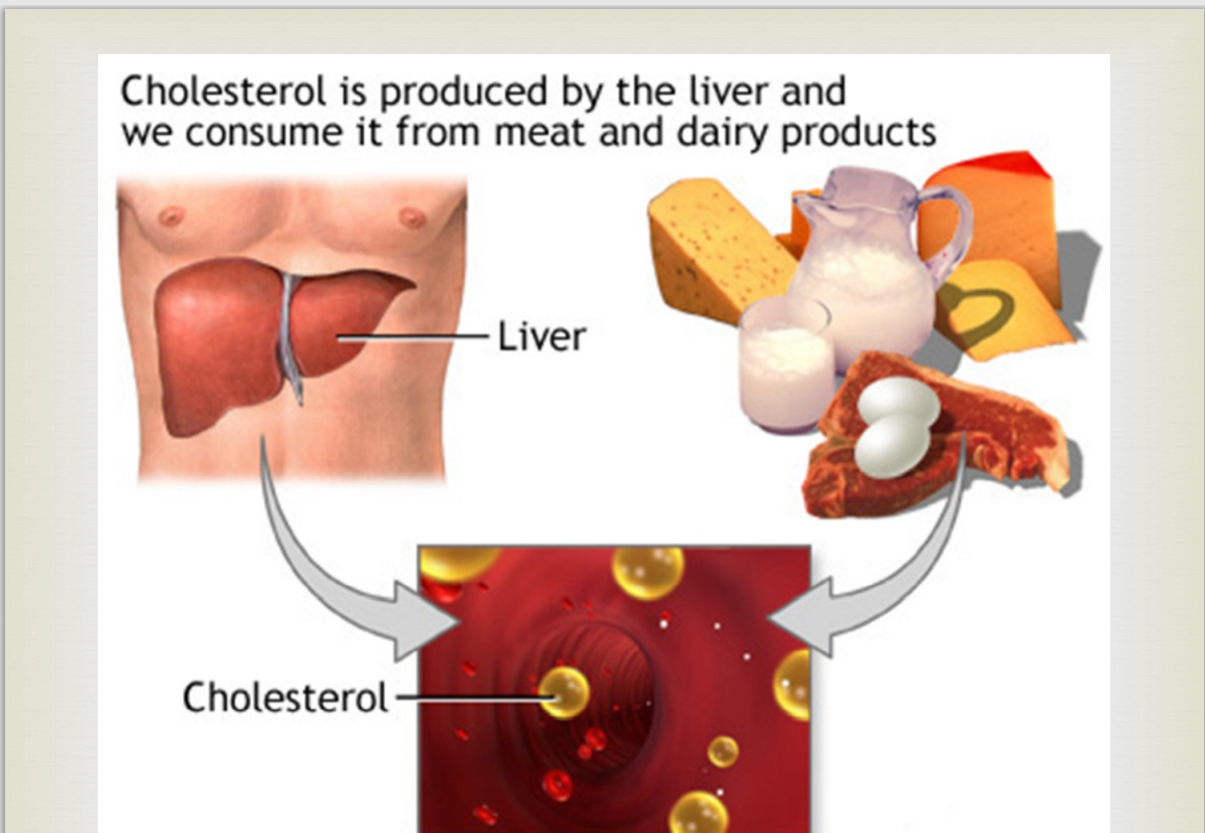 Cholesterol is produced by the liver and
we consume it from meat and dairy products
Liver
Cholesterol